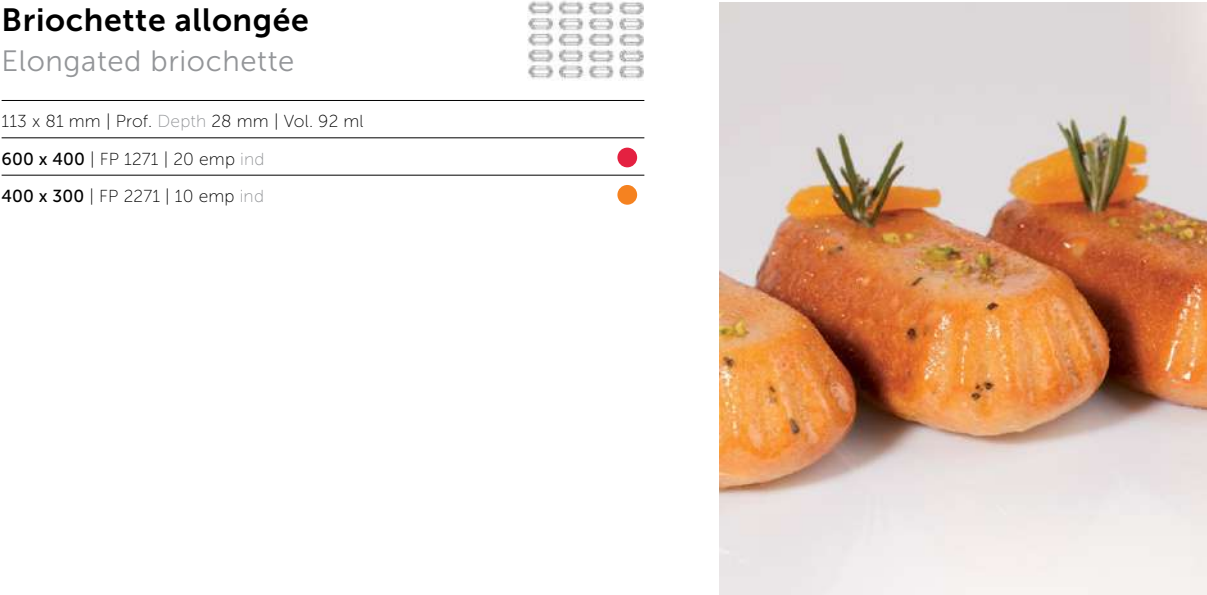 Briochette allongée
Elongated briochette
113 x 81 mm | Prof. Depth 28 mm | Vol. 92 ml
600 x 400 | FP 1271 | 20 emp ind
400 x 300 | FP 2271 | 10 emp ind